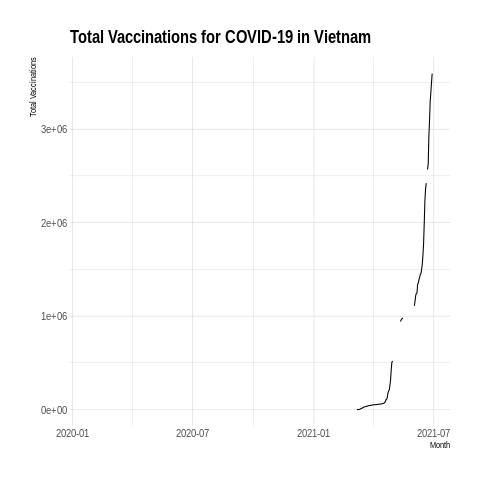 Total Vaccinations for COVID-19 in Vietnam
Total Vaccinations
3e+06
2e+06
1e+06
0e+00
2020-01 2020-07 2021-01 2021-07
Month